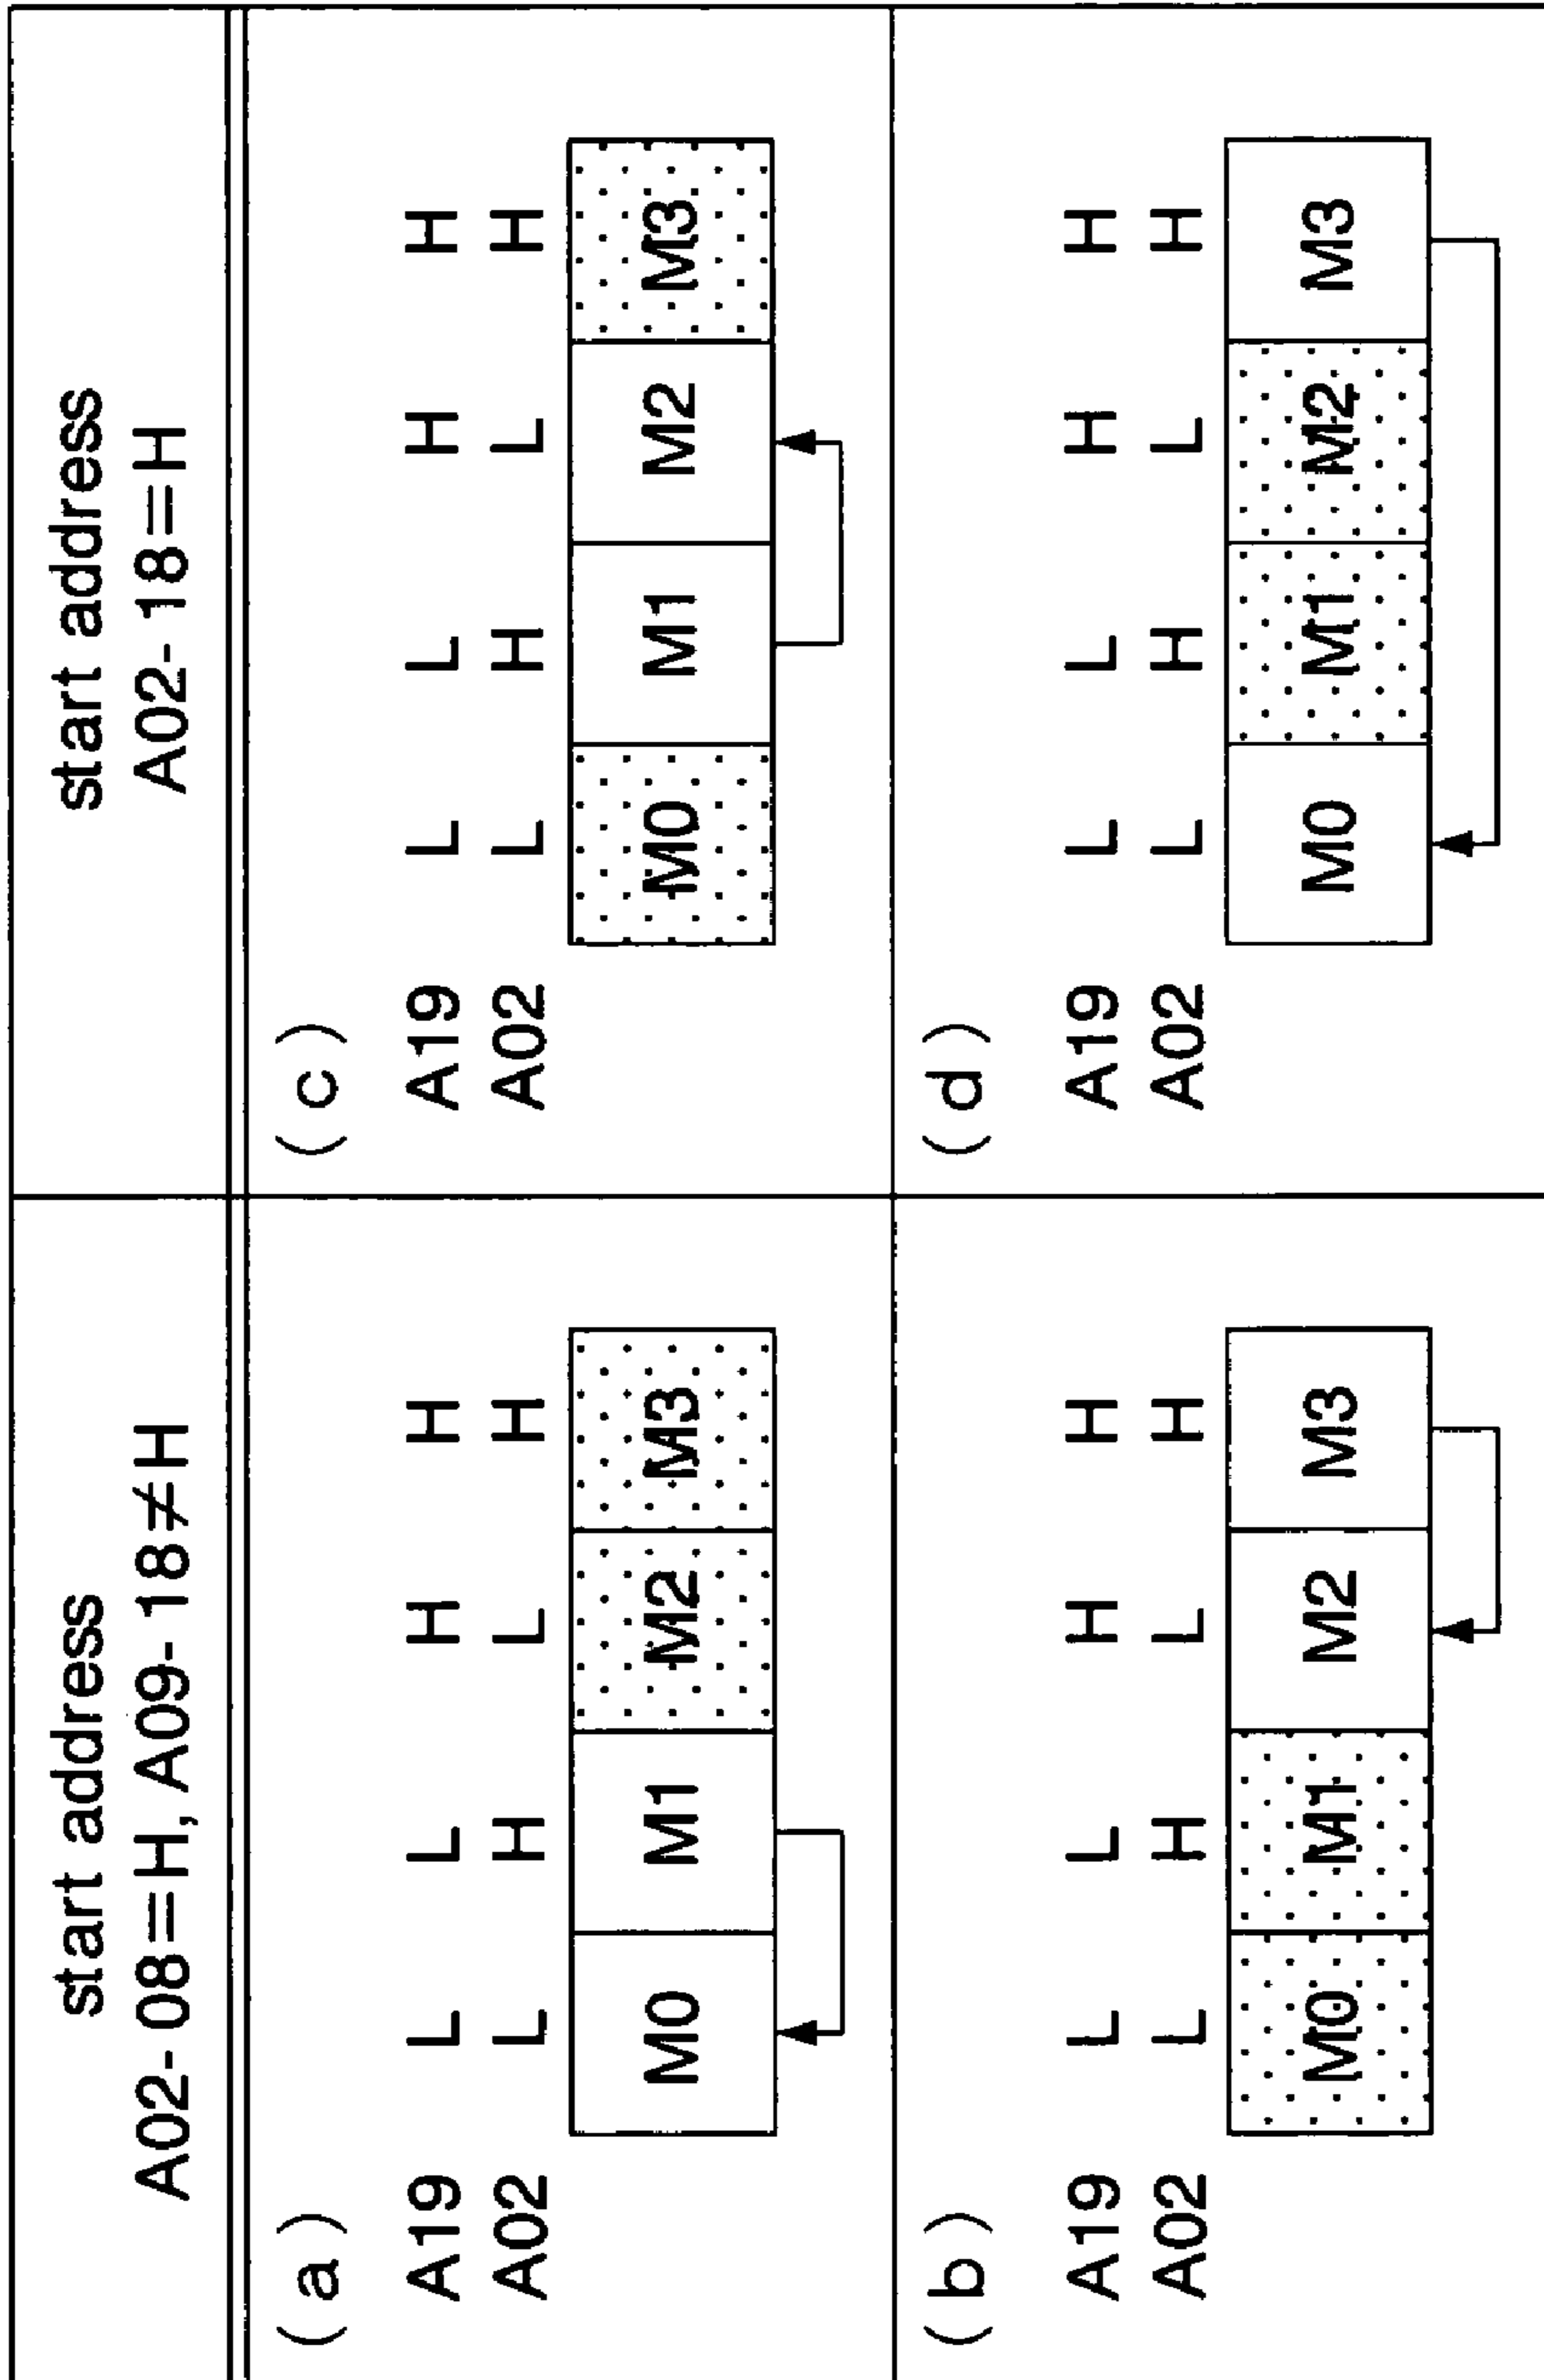 start address
A02-08=H, A09-18≠H
start address
A02-18=H
(a)
A19 L L H H
A02 L H L H
M0 M1 M2 M3
(c)
A19 L L H H
A02 L H L H
M0 M1 M2 M3
(b)
A19 L L H H
A02 L H L H
M0 M1 M2 M3
(d)
A19 L L H H
A02 L H L H
M0 M1 M2 M3